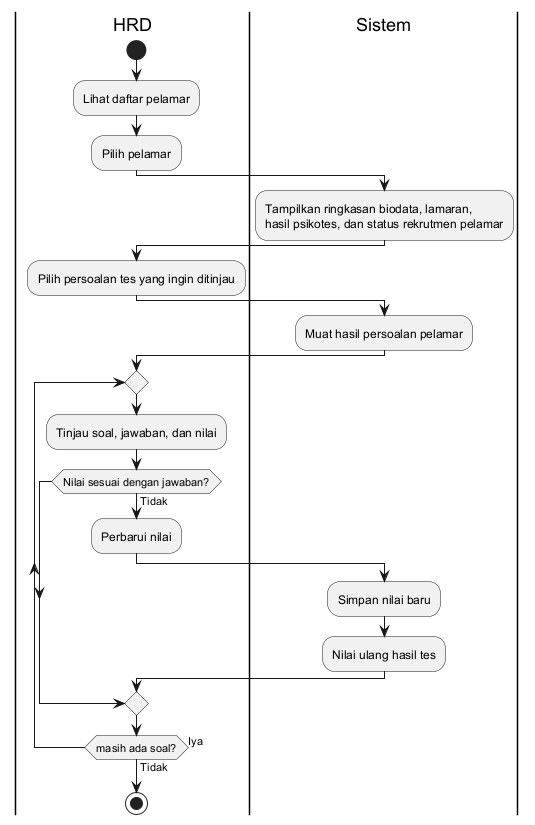 HRD
Sistem
Lihat daftar pelamar
Pilih pelamar
Tampilkan ringkasan biodata, lamaran,
hasil psikotes, dan status rekrutmen pelamar
Pilih persoalan tes yang ingin ditinjau
Muat hasil persoalan pelamar
Tinjau soal, jawaban, dan nilai
Nilai sesuai dengan jawaban?
Tidak
Perbarui nilai
Simpan nilai baru
Nilai ulang hasil tes
masih ada soal?
Iya
Tidak